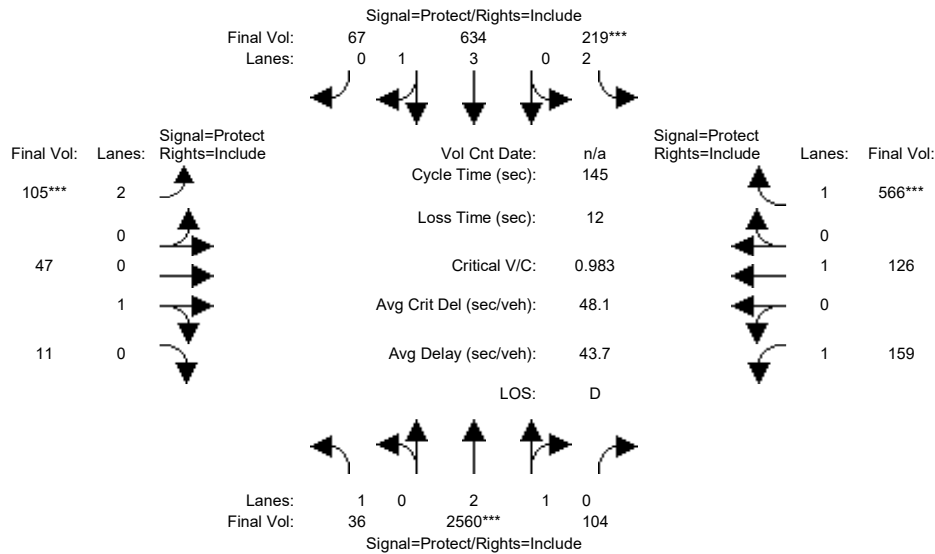 Signal=Protect/Rights=Include
Final Vol: 67 634 219***
Lanes: 0 1 3 0 2
Signal=Protect
Final Vol: Lanes: Rights=Include
Vol Cnt Date: n/a
Signal=Protect
Rights=Include Lanes: Final Vol:
Cycle Time (sec): 145
105*** 2
1 566***
Loss Time (sec): 12
0
0
47 0
Critical V/C: 0.983
1 126
1
Avg Crit Del (sec/veh): 48.1
0
11 0
Avg Delay (sec/veh): 43.7
1 159
LOS: D
Lanes: 1 0 2 1 0
Final Vol: 36 2560*** 104
Signal=Protect/Rights=Include